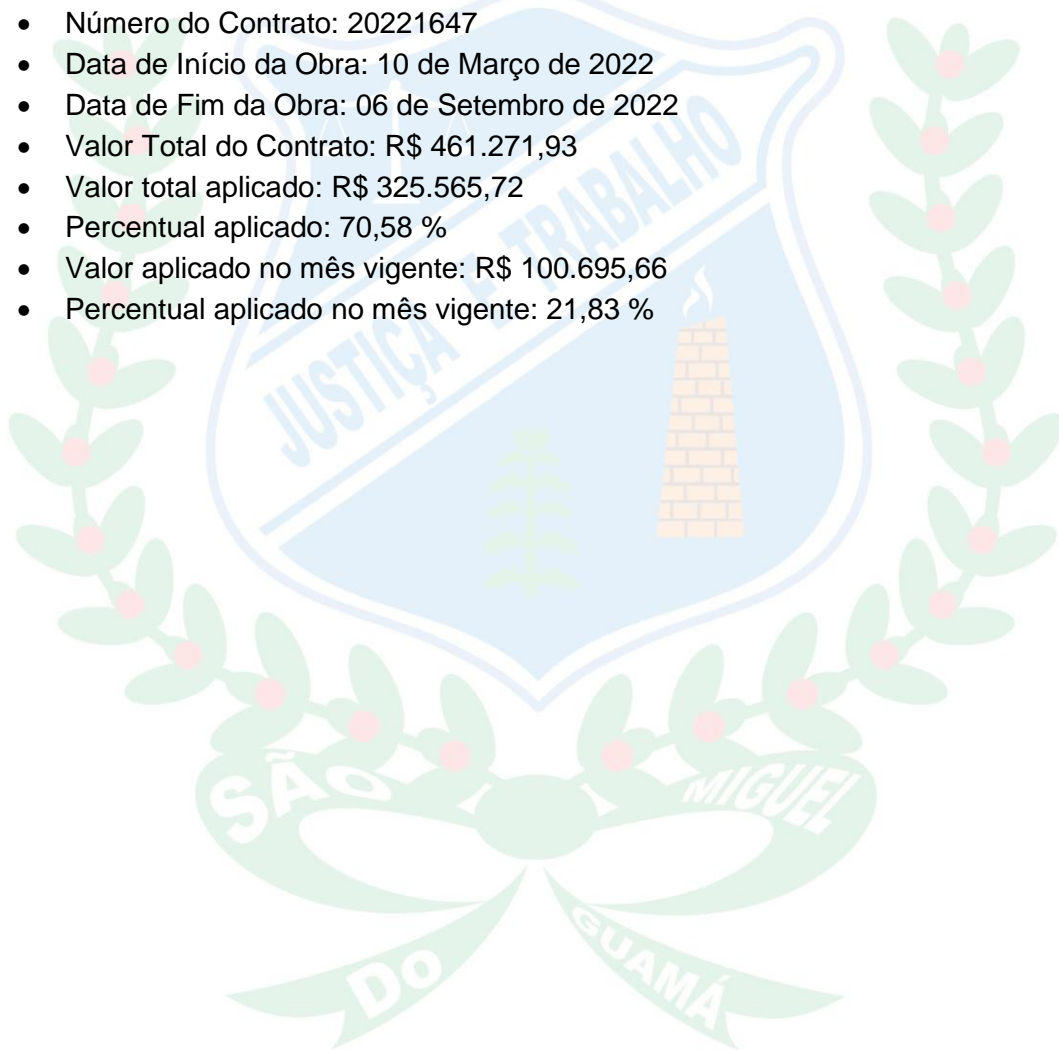 • Número do Contrato: 20221647
• Data de Início da Obra: 10 de Março de 2022
• Data de Fim da Obra: 06 de Setembro de 2022
• Valor Total do Contrato: R$ 461.271,93
• Valor total aplicado: R$ 325.565,72
• Percentual aplicado: 70,58 %
• Valor aplicado no mês vigente: R$ 100.695,66
• Percentual aplicado no mês vigente: 21,83 %
JUSTIÇA E TRABALHO
SÃO MIGUEL
DO GUAMÁ